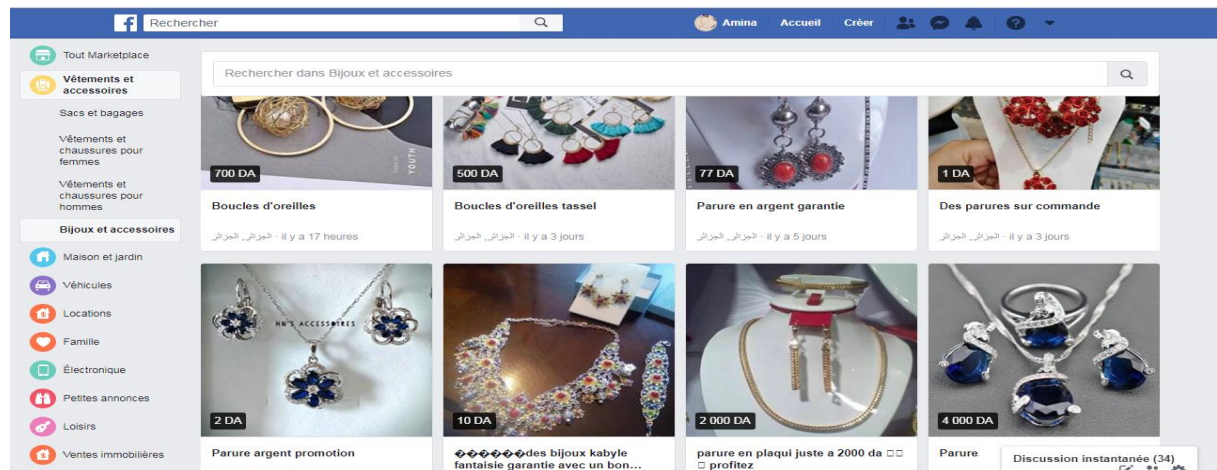 f
Rechercher
Amina Accueil Créer
Tout Marketplace
Vêtements et
accessoires
Sacs et bagages
Vêtements et
chaussures pour
femmes
Vêtements et
chaussures pour
hommes
Bijoux et accessoires
Maison et jardin
Véhicules
Locations
Famille
Électronique
Petites annonces
Loisirs
Ventes immobilières
Rechercher dans Bijoux et accessoires
YOUTH
700 DA
Boucles d'oreilles
الجزائر, الجزائر · il y a 17 heures
500 DA
Boucles d'oreilles tassel
الجزائر, الجزائر · il y a 3 jours
77 DA
Parure en argent garantie
الجزائر, الجزائر · il y a 5 jours
1 DA
Des parures sur commande
الجزائر, الجزائر · il y a 3 jours
HN'S ACCESSOIRES
2 DA
Parure argent promotion
10 DA
������des bijoux kabyle
fantaisie garantie avec un bon...
2 000 DA
parure en plaqui juste a 2000 da □□
□ profitez
4 000 DA
Parure
Discussion instantanée (34)